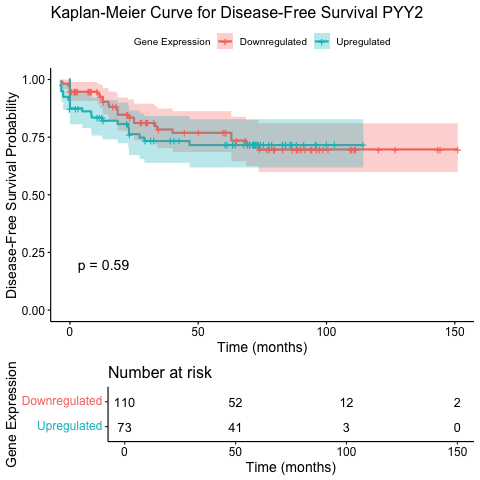 Kaplan-Meier Curve for Disease-Free Survival PYY2
Gene Expression Downregulated Upregulated
Disease-Free Survival Probability
1.00
0.75
0.50
0.25
0.00
p = 0.59
0 50 100 150
Time (months)
Number at risk
Gene Expression
Downregulated 110 52 12 2
Upregulated 73 41 3 0
0 50 100 150
Time (months)